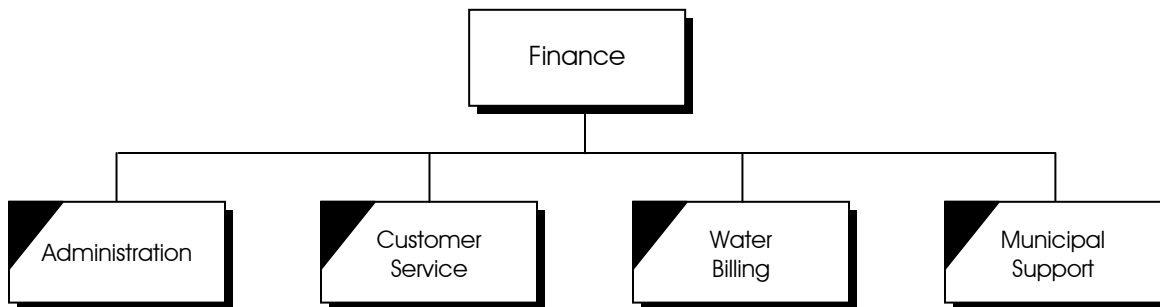 Finance
Administration
Customer
Service
Water
Billing
Municipal
Support